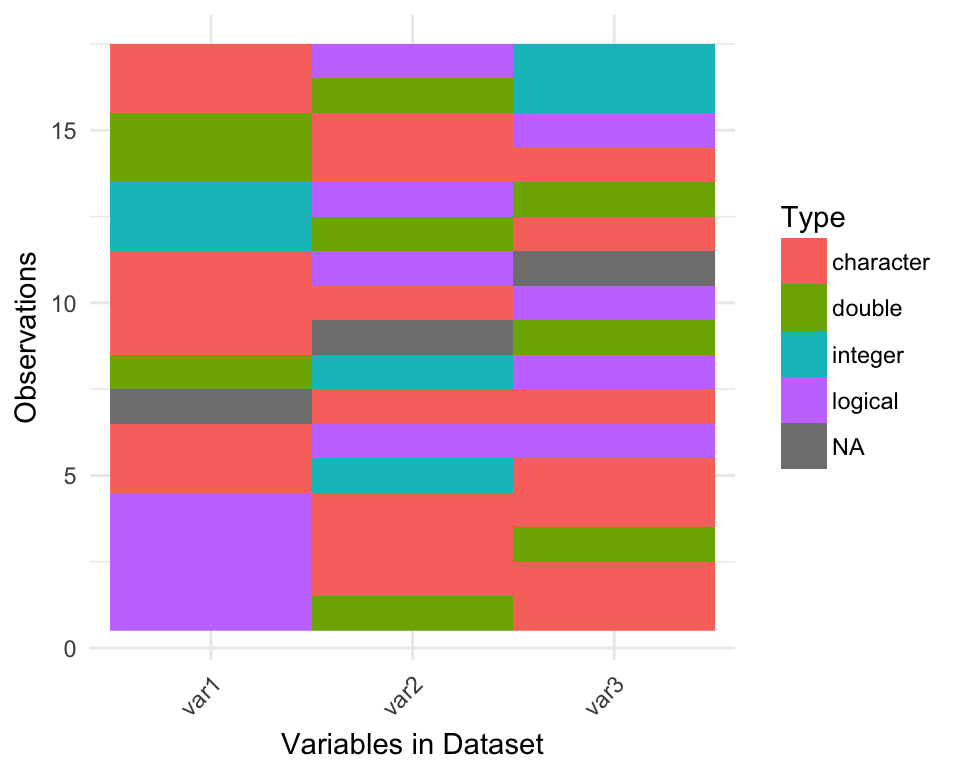 Observations
15
10
5
0
var1
var2
var3
Variables in Dataset
Type
character
double
integer
logical
NA